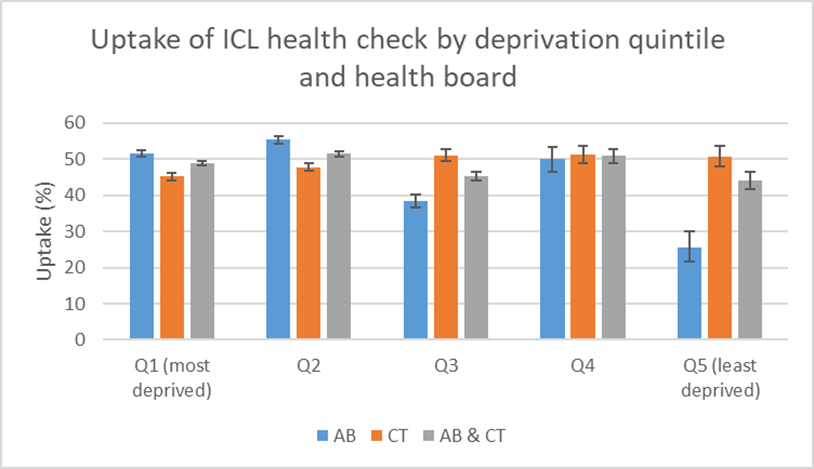 Uptake of ICL health check by deprivation quintile
and health board
Uptake (%)
60
50
40
30
20
10
0
Q1 (most
deprived)
Q2
Q3
Q4
Q5 (least
deprived)
AB
CT
AB & CT